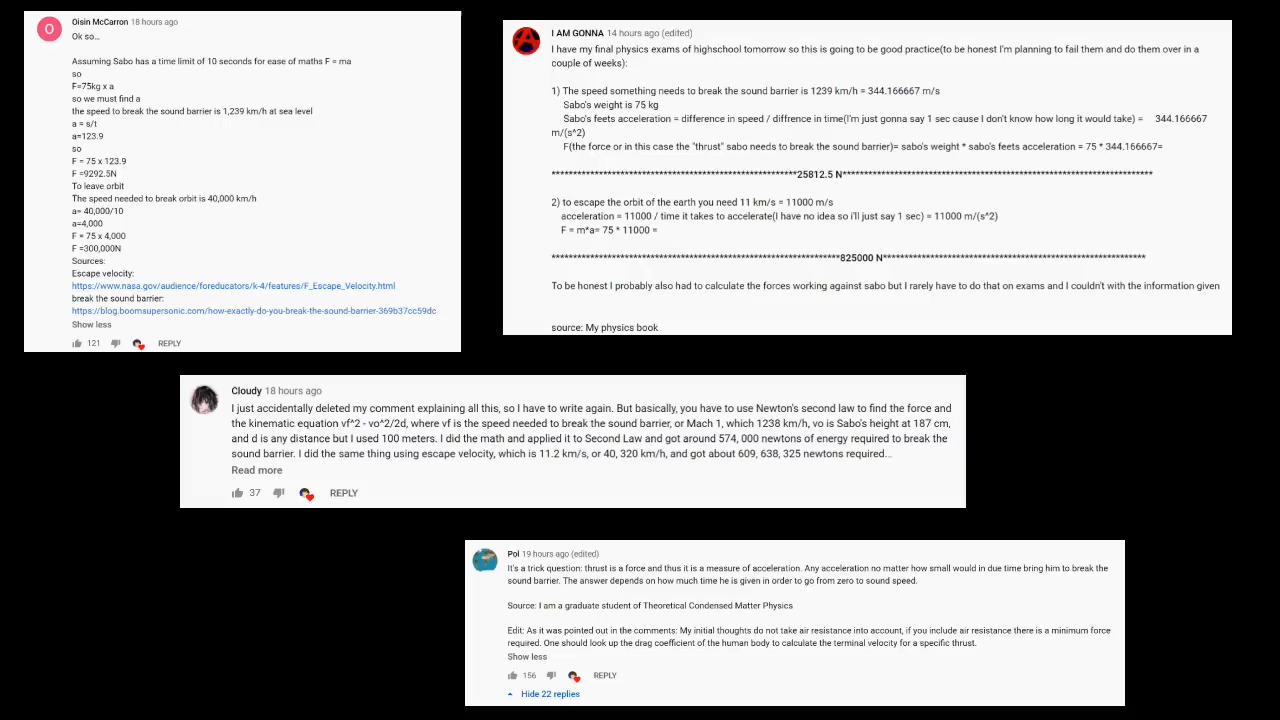 O
Oisin McCarron 18 hours ago
Ok so...
Assuming Sabo has a time limit of 10 seconds for ease of maths F = ma
so
F=75kg x a
so we must find a
the speed to break the sound barrier is 1,239 km/h at sea level
a = s/t
a=123.9
so
F = 75 x 123.9
F =9292.5N
To leave orbit
The speed needed to break orbit is 40,000 km/h
a= 40,000/10
a=4,000
F = 75 x 4,000
F =300,000N
Sources:
Escape velocity:
https://www.nasa.gov/audience/foreducators/k-4/features/F_Escape_Velocity.html
break the sound barrier:
https://blog.boomsupersonic.com/how-exactly-do-you-break-the-sound-barrier-369b37cc59dc
Show less
121 REPLY
I AM GONNA 14 hours ago (edited)
I have my final physics exams of highschool tomorrow so this is going to be good practice(to be honest I'm planning to fail them and do them over in a
couple of weeks):
1) The speed something needs to break the sound barrier is 1239 km/h = 344.166667 m/s
Sabo's weight is 75 kg
Sabo's feets acceleration = difference in speed / diffrence in time(I'm just gonna say 1 sec cause I don't know how long it would take) = 344.166667
m/(s^2)
F(the force or in this case the "thrust" sabo needs to break the sound barrier)= sabo's weight * sabo's feets acceleration = 75 * 344.166667=
*********************************************************25812.5 N************************************************************************
2) to escape the orbit of the earth you need 11 km/s = 11000 m/s
acceleration = 11000 / time it takes to accelerate(I have no idea so i'll just say 1 sec) = 11000 m/(s^2)
F = m*a= 75 * 11000 =
*******************************************************************825000 N*************************************************************
To be honest I probably also had to calculate the forces working against sabo but I rarely have to do that on exams and I couldn't with the information given
source: My physics book
Cloudy 18 hours ago
I just accidentally deleted my comment explaining all this, so I have to write again. But basically, you have to use Newton's second law to find the force and
the kinematic equation vf^2 - vo^2/2d, where vf is the speed needed to break the sound barrier, or Mach 1, which 1238 km/h, vo is Sabo's height at 187 cm,
and d is any distance but I used 100 meters. I did the math and applied it to Second Law and got around 574, 000 newtons of energy required to break the
sound barrier. I did the same thing using escape velocity, which is 11.2 km/s, or 40, 320 km/h, and got about 609, 638, 325 newtons required...
Read more
37 REPLY
Pol 19 hours ago (edited)
It's a trick question: thrust is a force and thus it is a measure of acceleration. Any acceleration no matter how small would in due time bring him to break the
sound barrier. The answer depends on how much time he is given in order to go from zero to sound speed.
Source: I am a graduate student of Theoretical Condensed Matter Physics
Edit: As it was pointed out in the comments: My initial thoughts do not take air resistance into account, if you include air resistance there is a minimum force
required. One should look up the drag coefficient of the human body to calculate the terminal velocity for a specific thrust.
Show less
156 REPLY
Hide 22 replies